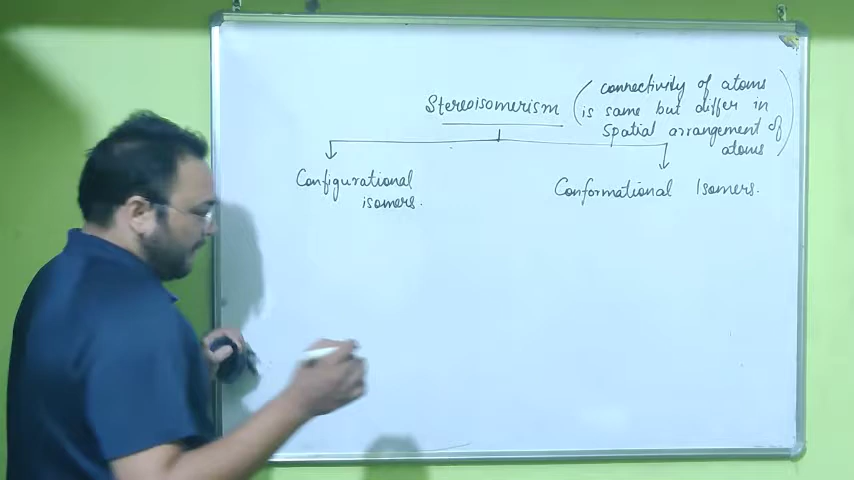 Stereoisomerism (connectivity of atoms
is same but differ in
spatial arrangement of
atoms)
Configurational
isomers.
Conformational Isomers.